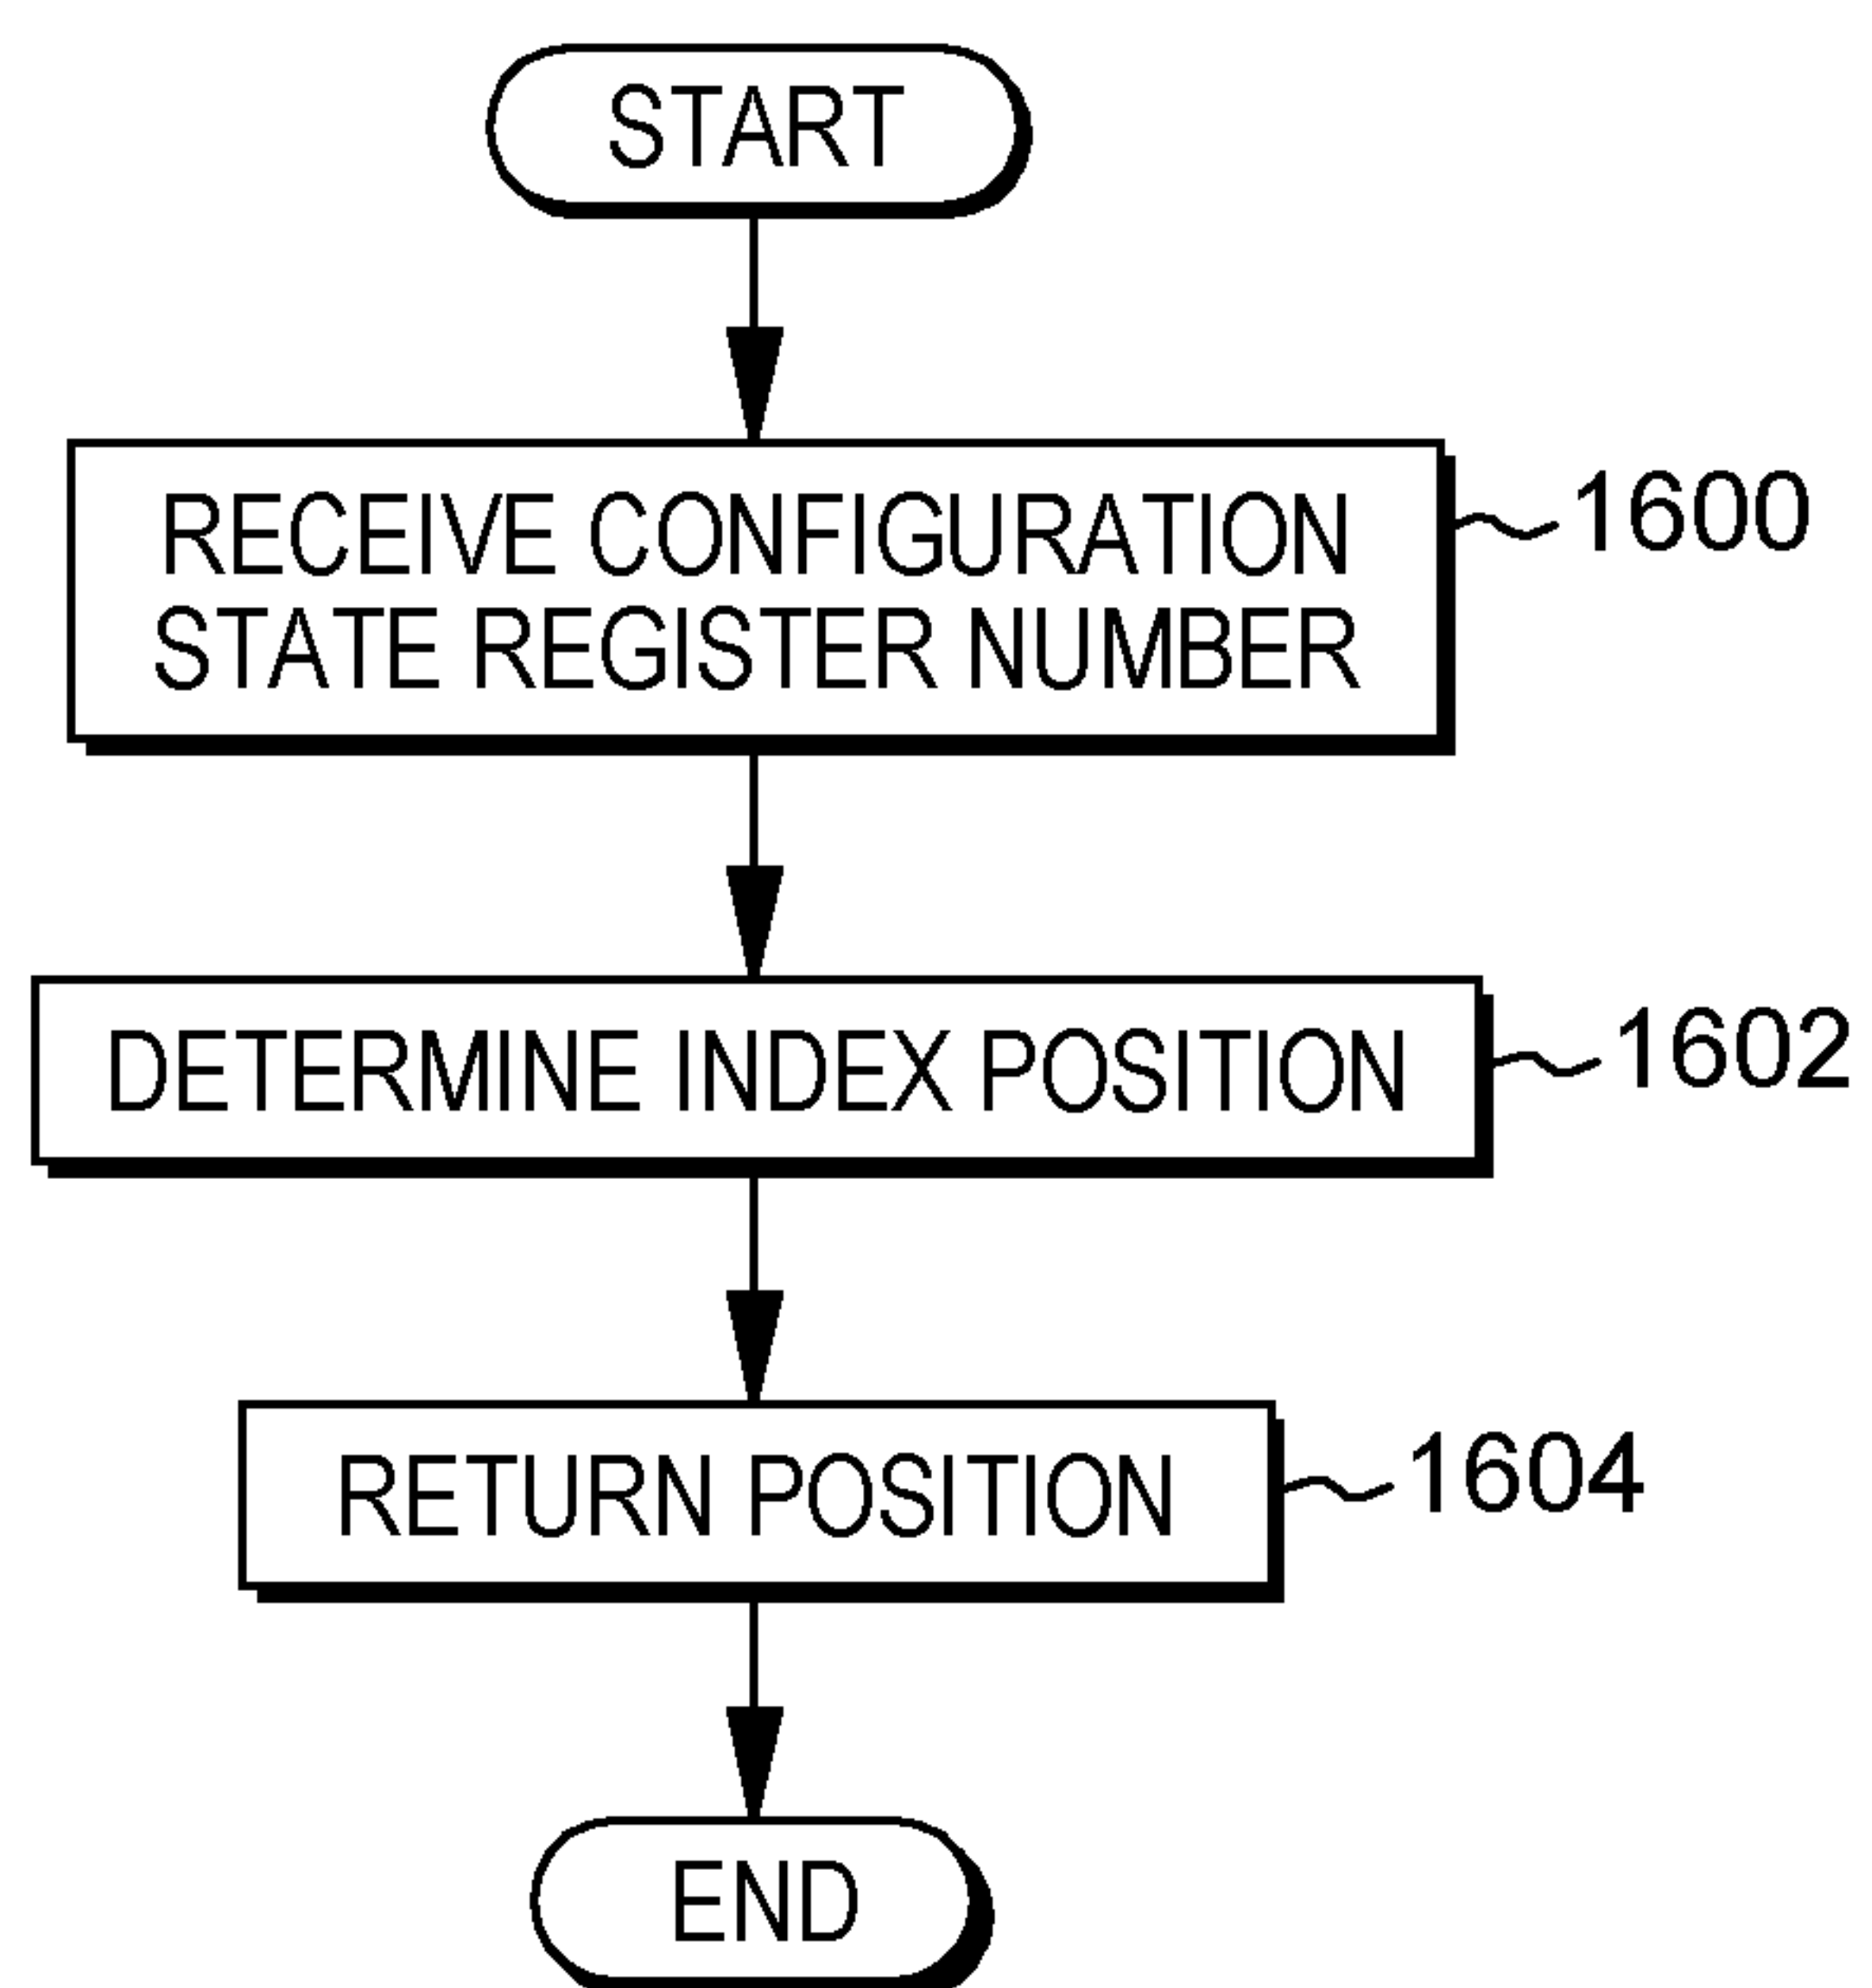 START
RECEIVE CONFIGURATION
STATE REGISTER NUMBER
1600
DETERMINE INDEX POSITION
1602
RETURN POSITION
1604
END